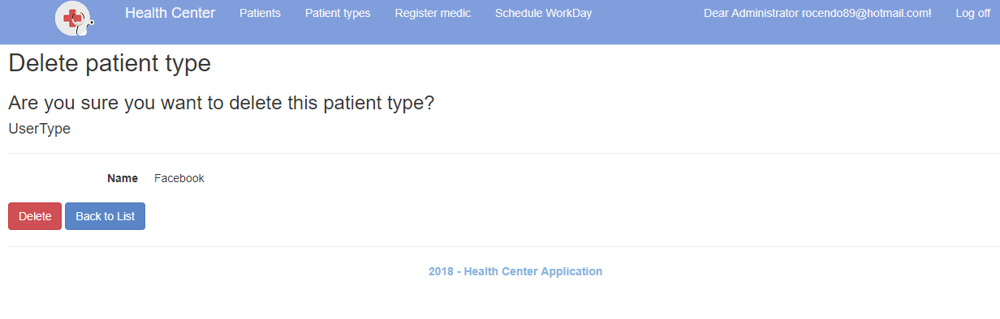 Health Center Patients Patient types Register medic Schedule WorkDay Dear Administrator rocendo89@hotmail.com! Log off
Delete patient type
Are you sure you want to delete this patient type?
UserType
Name Facebook
Delete Back to List
2018 - Health Center Application